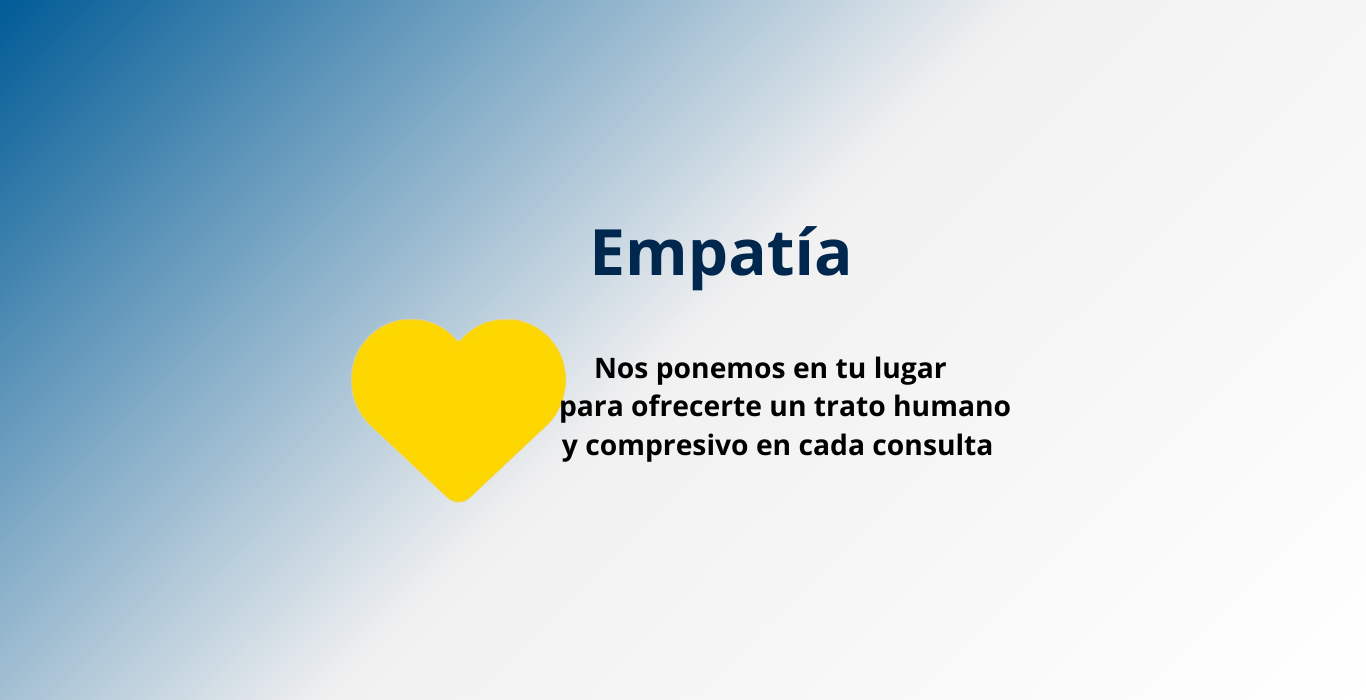 Empatía
Nos ponemos en tu lugar
para ofrecerte un trato humano
y compresivo en cada consulta